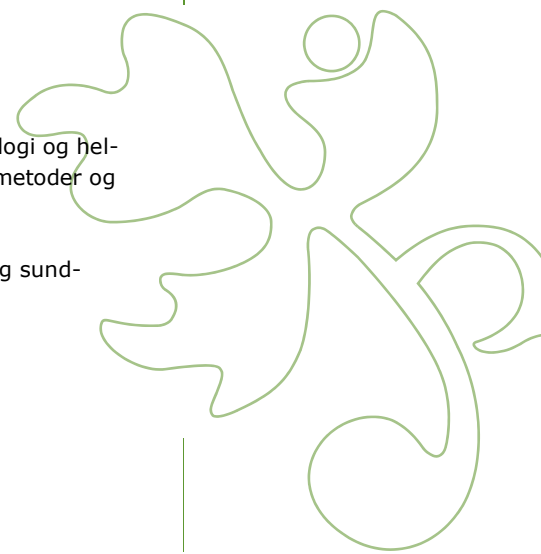 logi og hel-
metoder og
g sund-